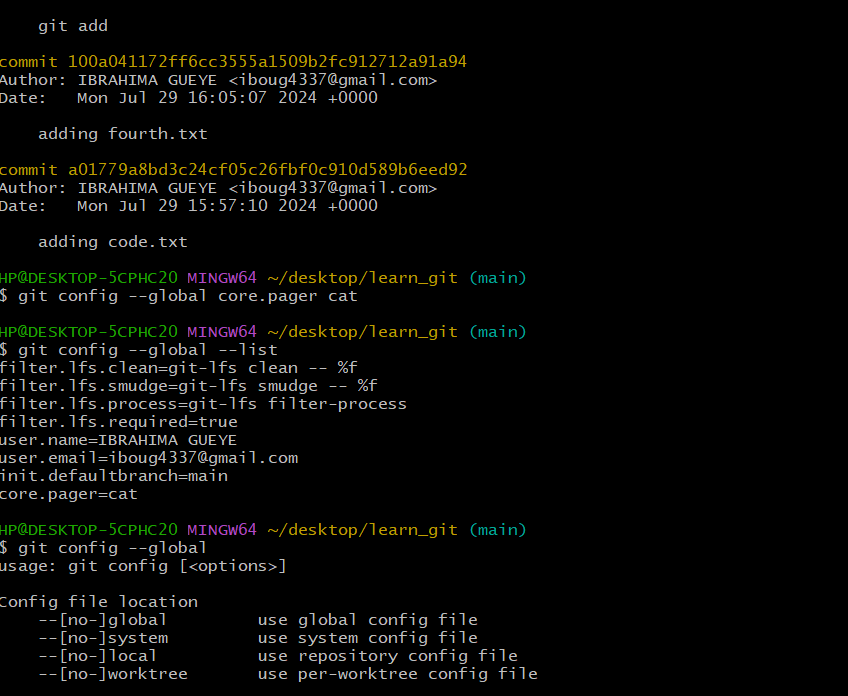 git add
commit 100a041172ff6cc3555a1509b2fc912712a91a94
Author: IBRAHIMA GUEYE <iboug4337@gmail.com>
Date:   Mon Jul 29 16:05:07 2024 +0000
adding fourth.txt
commit a01779a8bd3c24cf05c26fbf0c910d589b6eed92
Author: IBRAHIMA GUEYE <iboug4337@gmail.com>
Date:   Mon Jul 29 15:57:10 2024 +0000
adding code.txt
HP@DESKTOP-5CPHC20 MINGW64 ~/desktop/learn_git (main)
$ git config --global core.pager cat
HP@DESKTOP-5CPHC20 MINGW64 ~/desktop/learn_git (main)
$ git config --global --list
filter.lfs.clean=git-lfs clean -- %f
filter.lfs.smudge=git-lfs smudge -- %f
filter.lfs.process=git-lfs filter-process
filter.lfs.required=true
user.name=IBRAHIMA GUEYE
user.email=iboug4337@gmail.com
init.defaultbranch=main
core.pager=cat
HP@DESKTOP-5CPHC20 MINGW64 ~/desktop/learn_git (main)
$ git config --global
usage: git config [<options>]
Config file location
--[no-]global         use global config file
--[no-]system         use system config file
--[no-]local          use repository config file
--[no-]worktree       use per-worktree config file